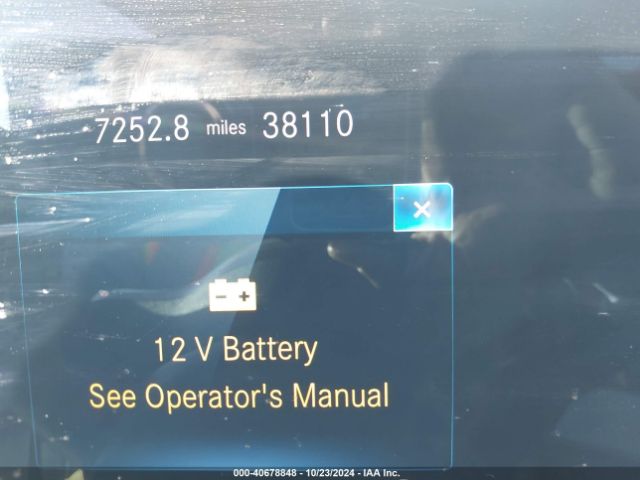 7252.8 miles 38110
×
- +
12 V Battery
See Operator's Manual
000-40678848 - 10/23/2024 - IAA Inc.